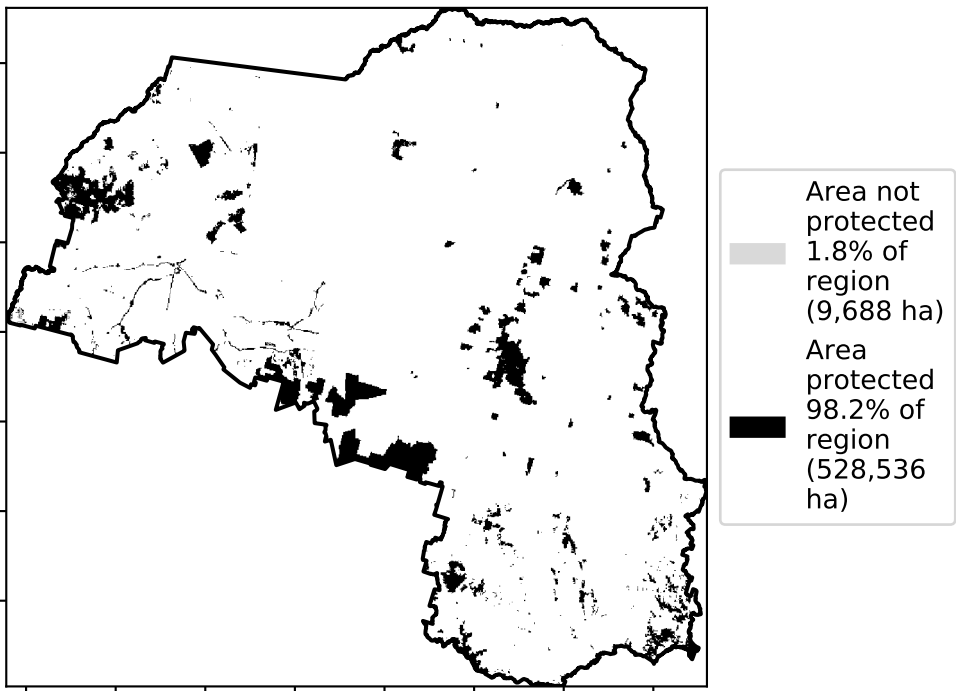 Area not
protected
1.8% of
region
(9,688 ha)
Area
protected
98.2% of
region
(528,536
ha)